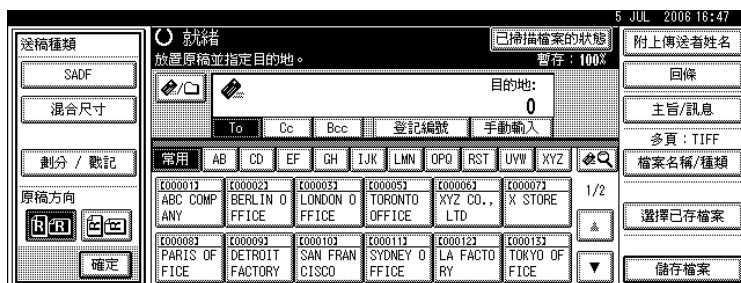 5 JUL 2006 16:47
送稿種類
SADF
混合尺寸
劃分 / 戳記
原稿方向
R R
確定
就緒
已掃描檔案的狀態
放置原稿並指定目的地。
暫存：100%
目的地:
0
To Cc Bcc 登記編號 手動輸入
常用 AB CD EF GH IJK LMN OPQ RST UVW XYZ
[00001] [00002] [00003] [00005] [00006] [00007]
ABC COMP BERLIN O LONDON O TORONTO XYZ CO., X STORE
ANY FFICE FFICE OFFICE LTD
1/2
[00008] [00009] [00010] [00011] [00012] [00013]
PARIS OF DETROIT SAN FRAN SYDNEY O LA FACTO TOKYO OF
FICE FACTORY CISCO FFICE RY FICE
附上傳送者姓名
回條
主旨/訊息
多頁：TIFF
檔案名稱/種類
選擇已存檔案
儲存檔案